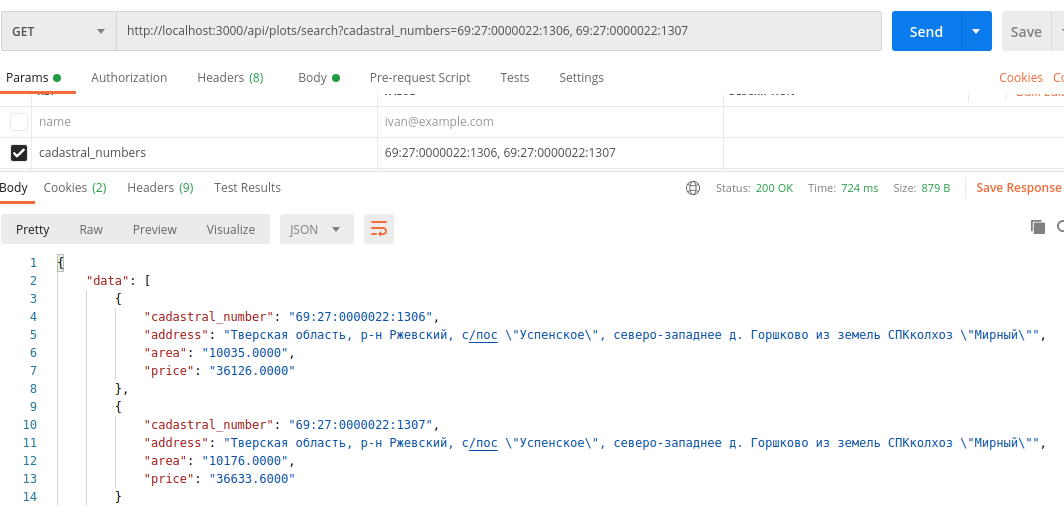 GET http://localhost:3000/api/plots/search?cadastral_numbers=69:27:0000022:1306, 69:27:0000022:1307 Send Save
Params Authorization Headers (8) Body Pre-request Script Tests Settings Cookies
name ivan@example.com
cadastral_numbers 69:27:0000022:1306, 69:27:0000022:1307
Body Cookies (2) Headers (9) Test Results Status: 200 OK Time: 724 ms Size: 879 B Save Response
Pretty Raw Preview Visualize JSON
1 {
2 "data": [
3 {
4 "cadastral_number": "69:27:0000022:1306",
5 "address": "Тверская область, р-н Ржевский, с/пос \"Успенское\", северо-западнее д. Горшково из земель СПКколхоз \"Мирный\"",
6 "area": "10035.0000",
7 "price": "36126.0000"
8 },
9 {
10 "cadastral_number": "69:27:0000022:1307",
11 "address": "Тверская область, р-н Ржевский, с/пос \"Успенское\", северо-западнее д. Горшково из земель СПКколхоз \"Мирный\"",
12 "area": "10176.0000",
13 "price": "36633.6000"
14 }